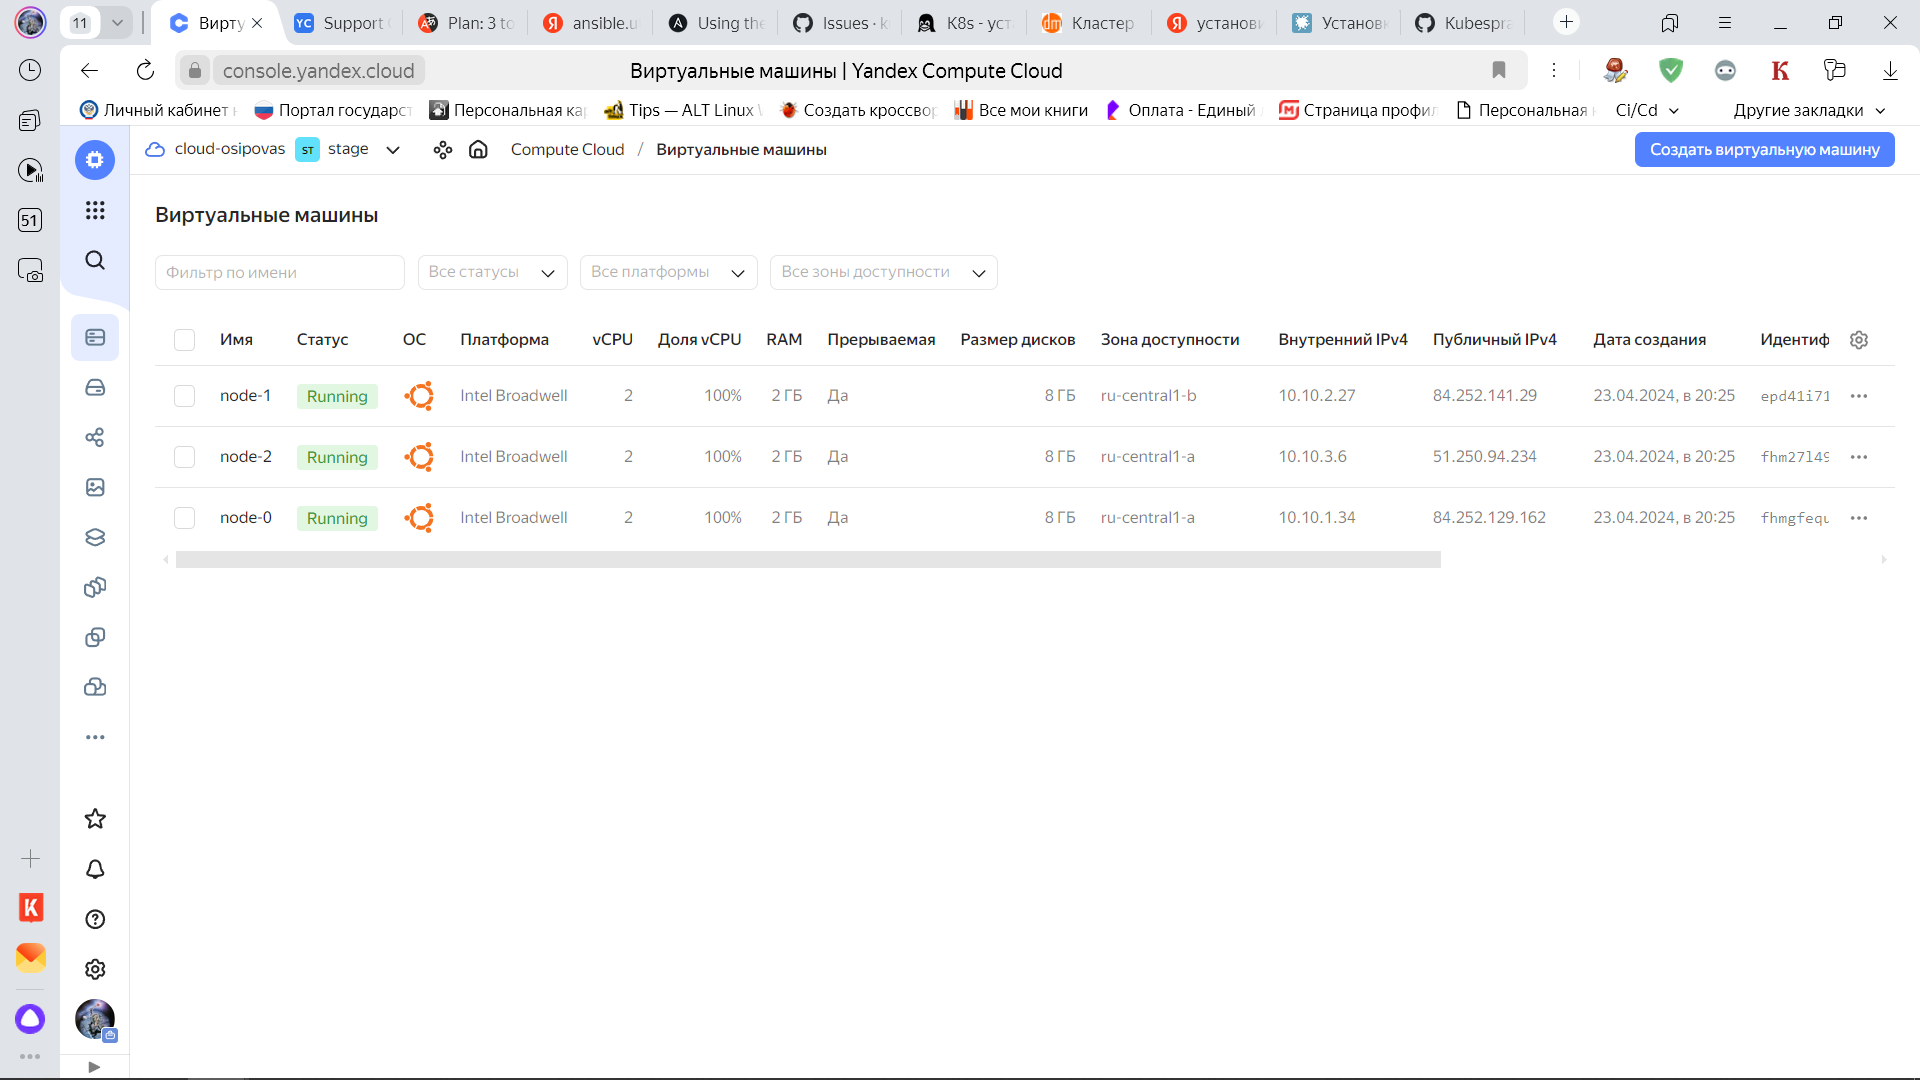 11 Вирту Support Plan: 3 to ansible.u Using the Issues · k K8s - уст Кластер установи Установк Kubespra
console.yandex.cloud Виртуальные машины | Yandex Compute Cloud
Личный кабинет н Портал государст Персональная кар Tips — ALT Linux Создать кроссвор Все мои книги Оплата - Единый Страница профил Персональная Ci/Cd Другие закладки
51
cloud-osipovas ST stage Compute Cloud / Виртуальные машины Создать виртуальную машину
Виртуальные машины
Фильтр по имени Все статусы Все платформы Все зоны доступности
Имя Статус ОС Платформа vCPU Доля vCPU RAM Прерываемая Размер дисков Зона доступности Внутренний IPv4 Публичный IPv4 Дата создания Идентиф
node-1 Running Intel Broadwell 2 100% 2 ГБ Да 8 ГБ ru-central1-b 10.10.2.27 84.252.141.29 23.04.2024, в 20:25 epd41i71
node-2 Running Intel Broadwell 2 100% 2 ГБ Да 8 ГБ ru-central1-a 10.10.3.6 51.250.94.234 23.04.2024, в 20:25 fhm27l49
node-0 Running Intel Broadwell 2 100% 2 ГБ Да 8 ГБ ru-central1-a 10.10.1.34 84.252.129.162 23.04.2024, в 20:25 fhmgfequ